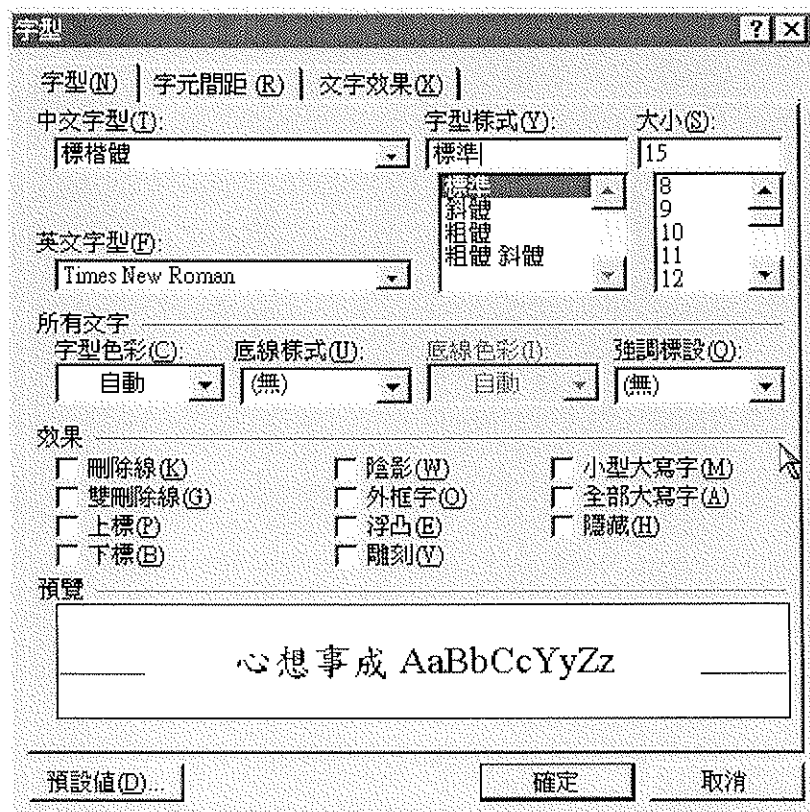 字型
字型(N) 字元間距 (R) 文字效果(X)
中文字型(T): 字型樣式(Y): 大小(S):
標楷體 標準 15
標準 8
斜體 9
粗體 10
粗體 斜體 11
12
英文字型(F):
Times New Roman
所有文字
字型色彩(C): 底線樣式(U): 底線色彩(I): 強調標設(Q):
自動 (無) 自動 (無)
效果
刪除線(K) 陰影(W) 小型大寫字(M)
雙刪除線(G) 外框字(O) 全部大寫字(A)
上標(P) 浮凸(E) 隱藏(H)
下標(B) 雕刻(V)
預覽
心想事成 AaBbCcYyZz
預設值(D)... 確定 取消